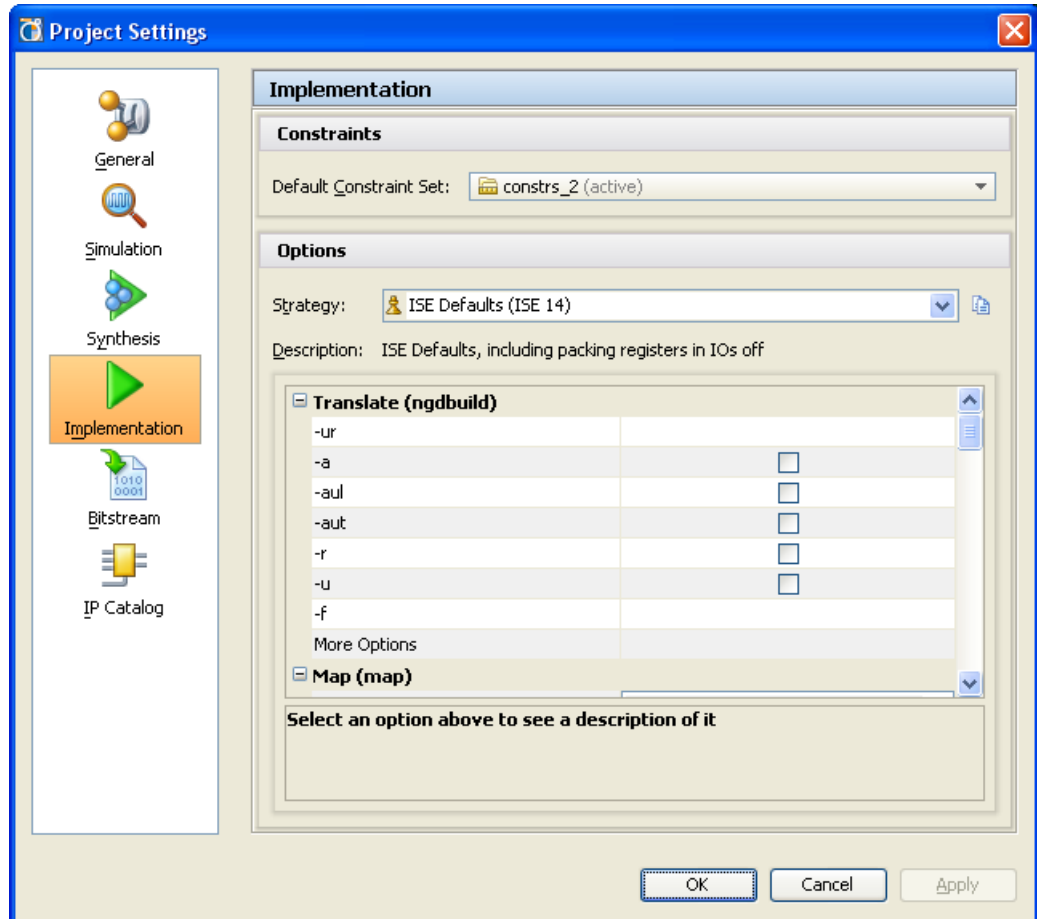 Project Settings
General
Simulation
Synthesis
Implementation
Bitstream
1010
0001
IP Catalog
Implementation
Constraints
Default Constraint Set: constrs_2 (active)
Options
Strategy: ISE Defaults (ISE 14)
Description: ISE Defaults, including packing registers in IOs off
Translate (ngdbuild)
-ur
-a
-aul
-aut
-r
-u
-f
More Options
Map (map)
Select an option above to see a description of it
OK Cancel Apply